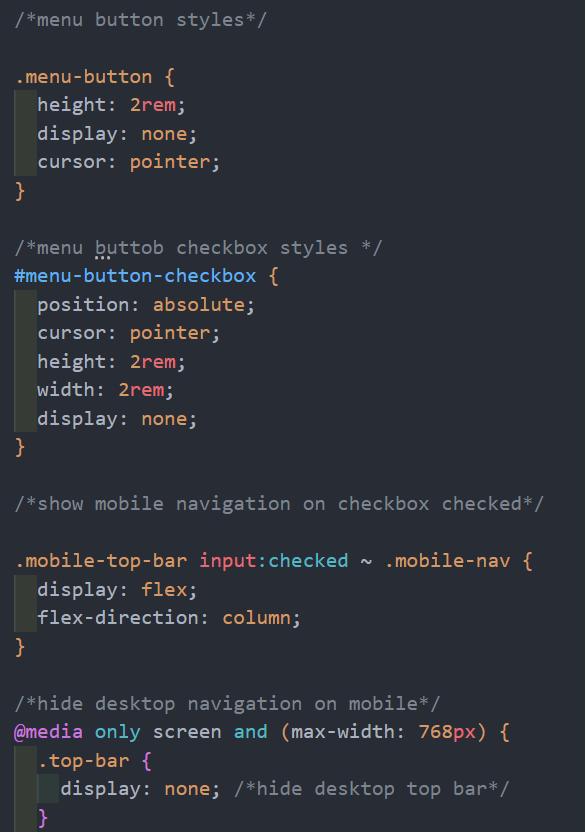 /*menu button styles*/
.menu-button {
height: 2rem;
display: none;
cursor: pointer;
}
/*menu buttob checkbox styles */
#menu-button-checkbox {
position: absolute;
cursor: pointer;
height: 2rem;
width: 2rem;
display: none;
}
/*show mobile navigation on checkbox checked*/
.mobile-top-bar input:checked ~ .mobile-nav {
display: flex;
flex-direction: column;
}
/*hide desktop navigation on mobile*/
@media only screen and (max-width: 768px) {
.top-bar {
display: none; /*hide desktop top bar*/
}